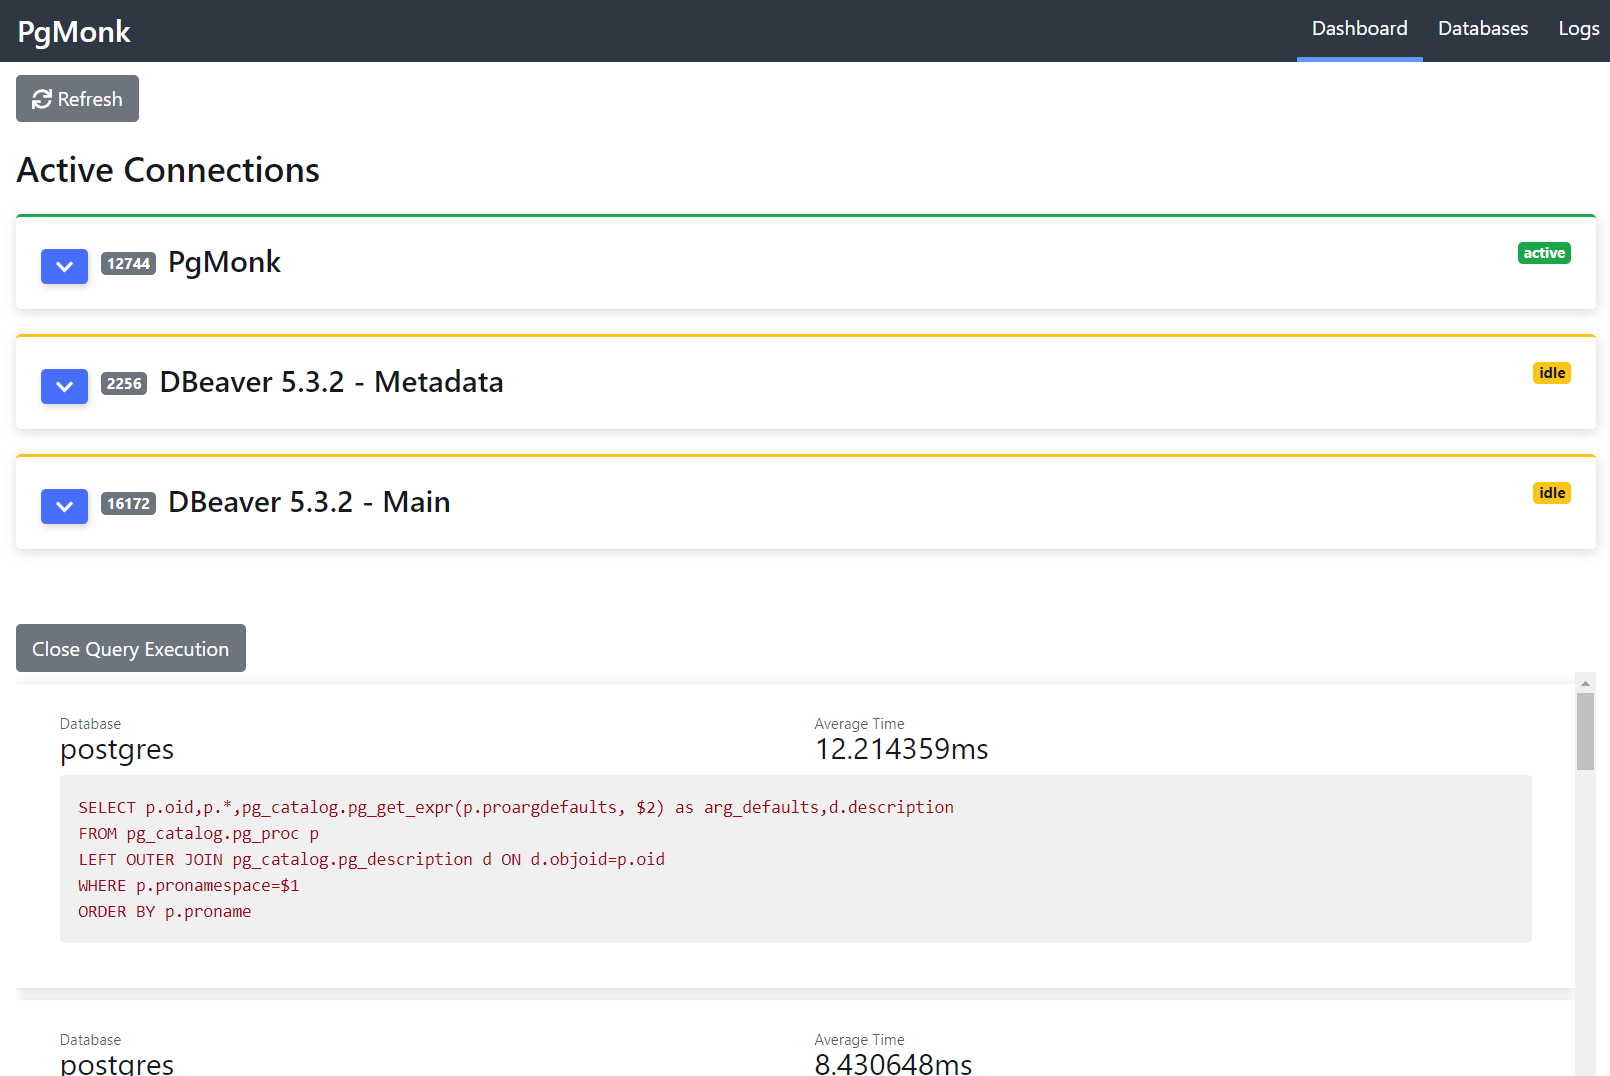 PgMonk
Dashboard Databases Logs
Refresh
Active Connections
12744 PgMonk active
2256 DBeaver 5.3.2 - Metadata idle
16172 DBeaver 5.3.2 - Main idle
Close Query Execution
Database Average Time
postgres 12.214359ms
SELECT p.oid,p.*,pg_catalog.pg_get_expr(p.proargdefaults, $2) as arg_defaults,d.description
FROM pg_catalog.pg_proc p
LEFT OUTER JOIN pg_catalog.pg_description d ON d.objoid=p.oid
WHERE p.pronamespace=$1
ORDER BY p.proname
Database Average Time
postgres 8.430648ms